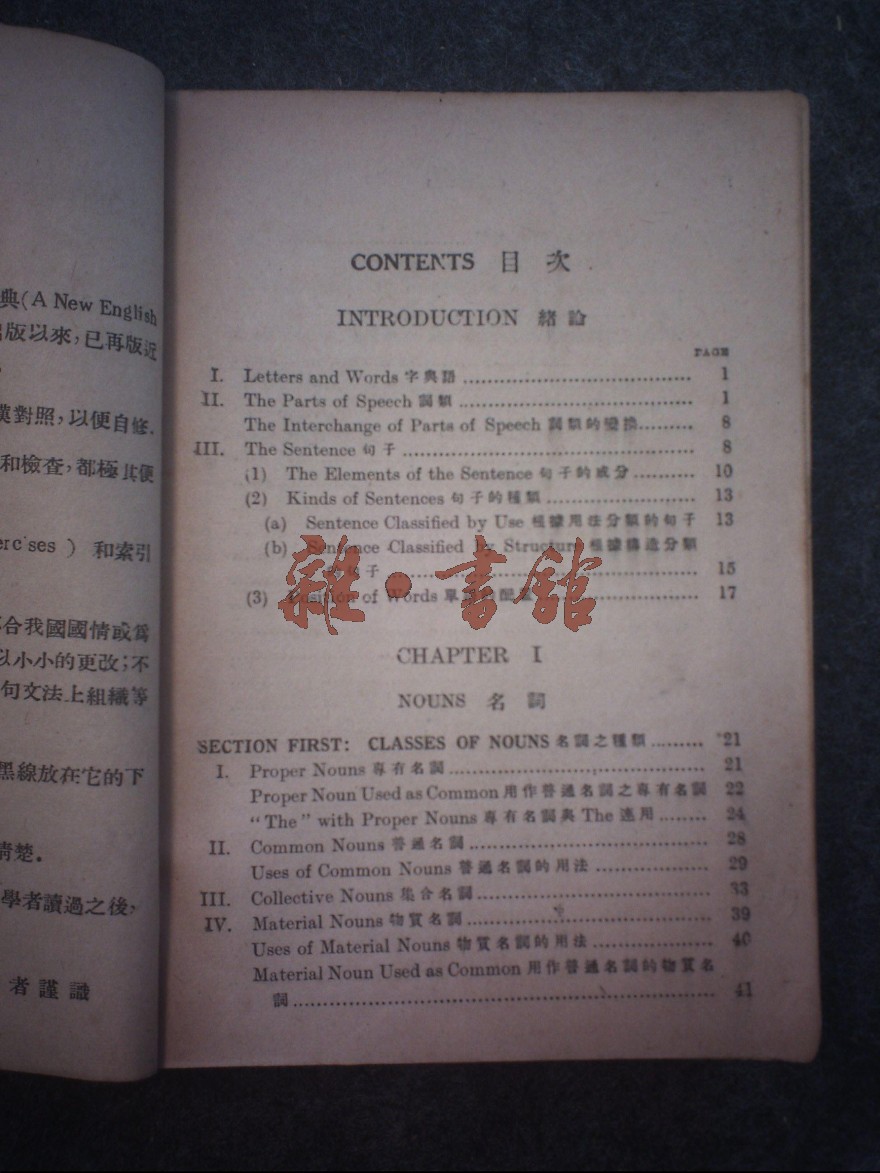 典(A New English
出版以來，已再版近
漢對照，以便自修．
和檢查，都極其便
ercises ) 和索引
合我國國情或爲
以小小的更改；不
句文法上組織等
黑線放在它的下
清楚。
學者讀過之後，
者謹識
CONTENTS 目次
INTRODUCTION 緒論
PAGE
I. Letters and Words 字與語 1
II. The Parts of Speech 詞類 1
The Interchange of Parts of Speech 詞類的變換 8
III. The Sentence 句子 8
(1) The Elements of the Sentence 句子的成分 10
(2) Kinds of Sentences 句子的種類 13
(a) Sentence Classified by Use 根據用法分類的句子 13
(b) Sentence Classified by Structure 根據構造分類
句子 15
(3) Position of Words 單 17
雜·書館
CHAPTER I
NOUNS 名詞
SECTION FIRST: CLASSES OF NOUNS 名詞之種類 21
I. Proper Nouns 專有名詞 21
Proper Noun Used as Common 用作普通名詞之專有名詞 22
"The" with Proper Nouns 專有名詞與 The 連用 24
II. Common Nouns 普通名詞 28
Uses of Common Nouns 普通名詞的用法 29
III. Collective Nouns 集合名詞 33
IV. Material Nouns 物質名詞 39
Uses of Material Nouns 物質名詞的用法 40
Material Noun Used as Common 用作普通名詞的物質名
詞 41